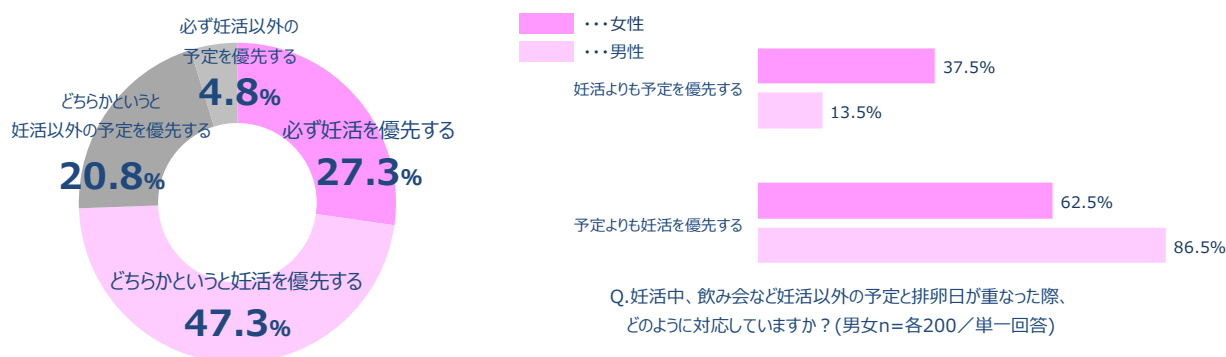 必ず妊活以外の
予定を優先する
4.8%
どちらかというと
妊活以外の予定を優先する
20.8%
必ず妊活を優先する
27.3%
どちらかというと妊活を優先する
47.3%
・・・女性
・・・男性
妊活よりも予定を優先する
37.5%
13.5%
予定よりも妊活を優先する
62.5%
86.5%
Q.妊活中、飲み会など妊活以外の予定と排卵日が重なった際、
どのように対応していますか？(男女n=各200／単一回答)